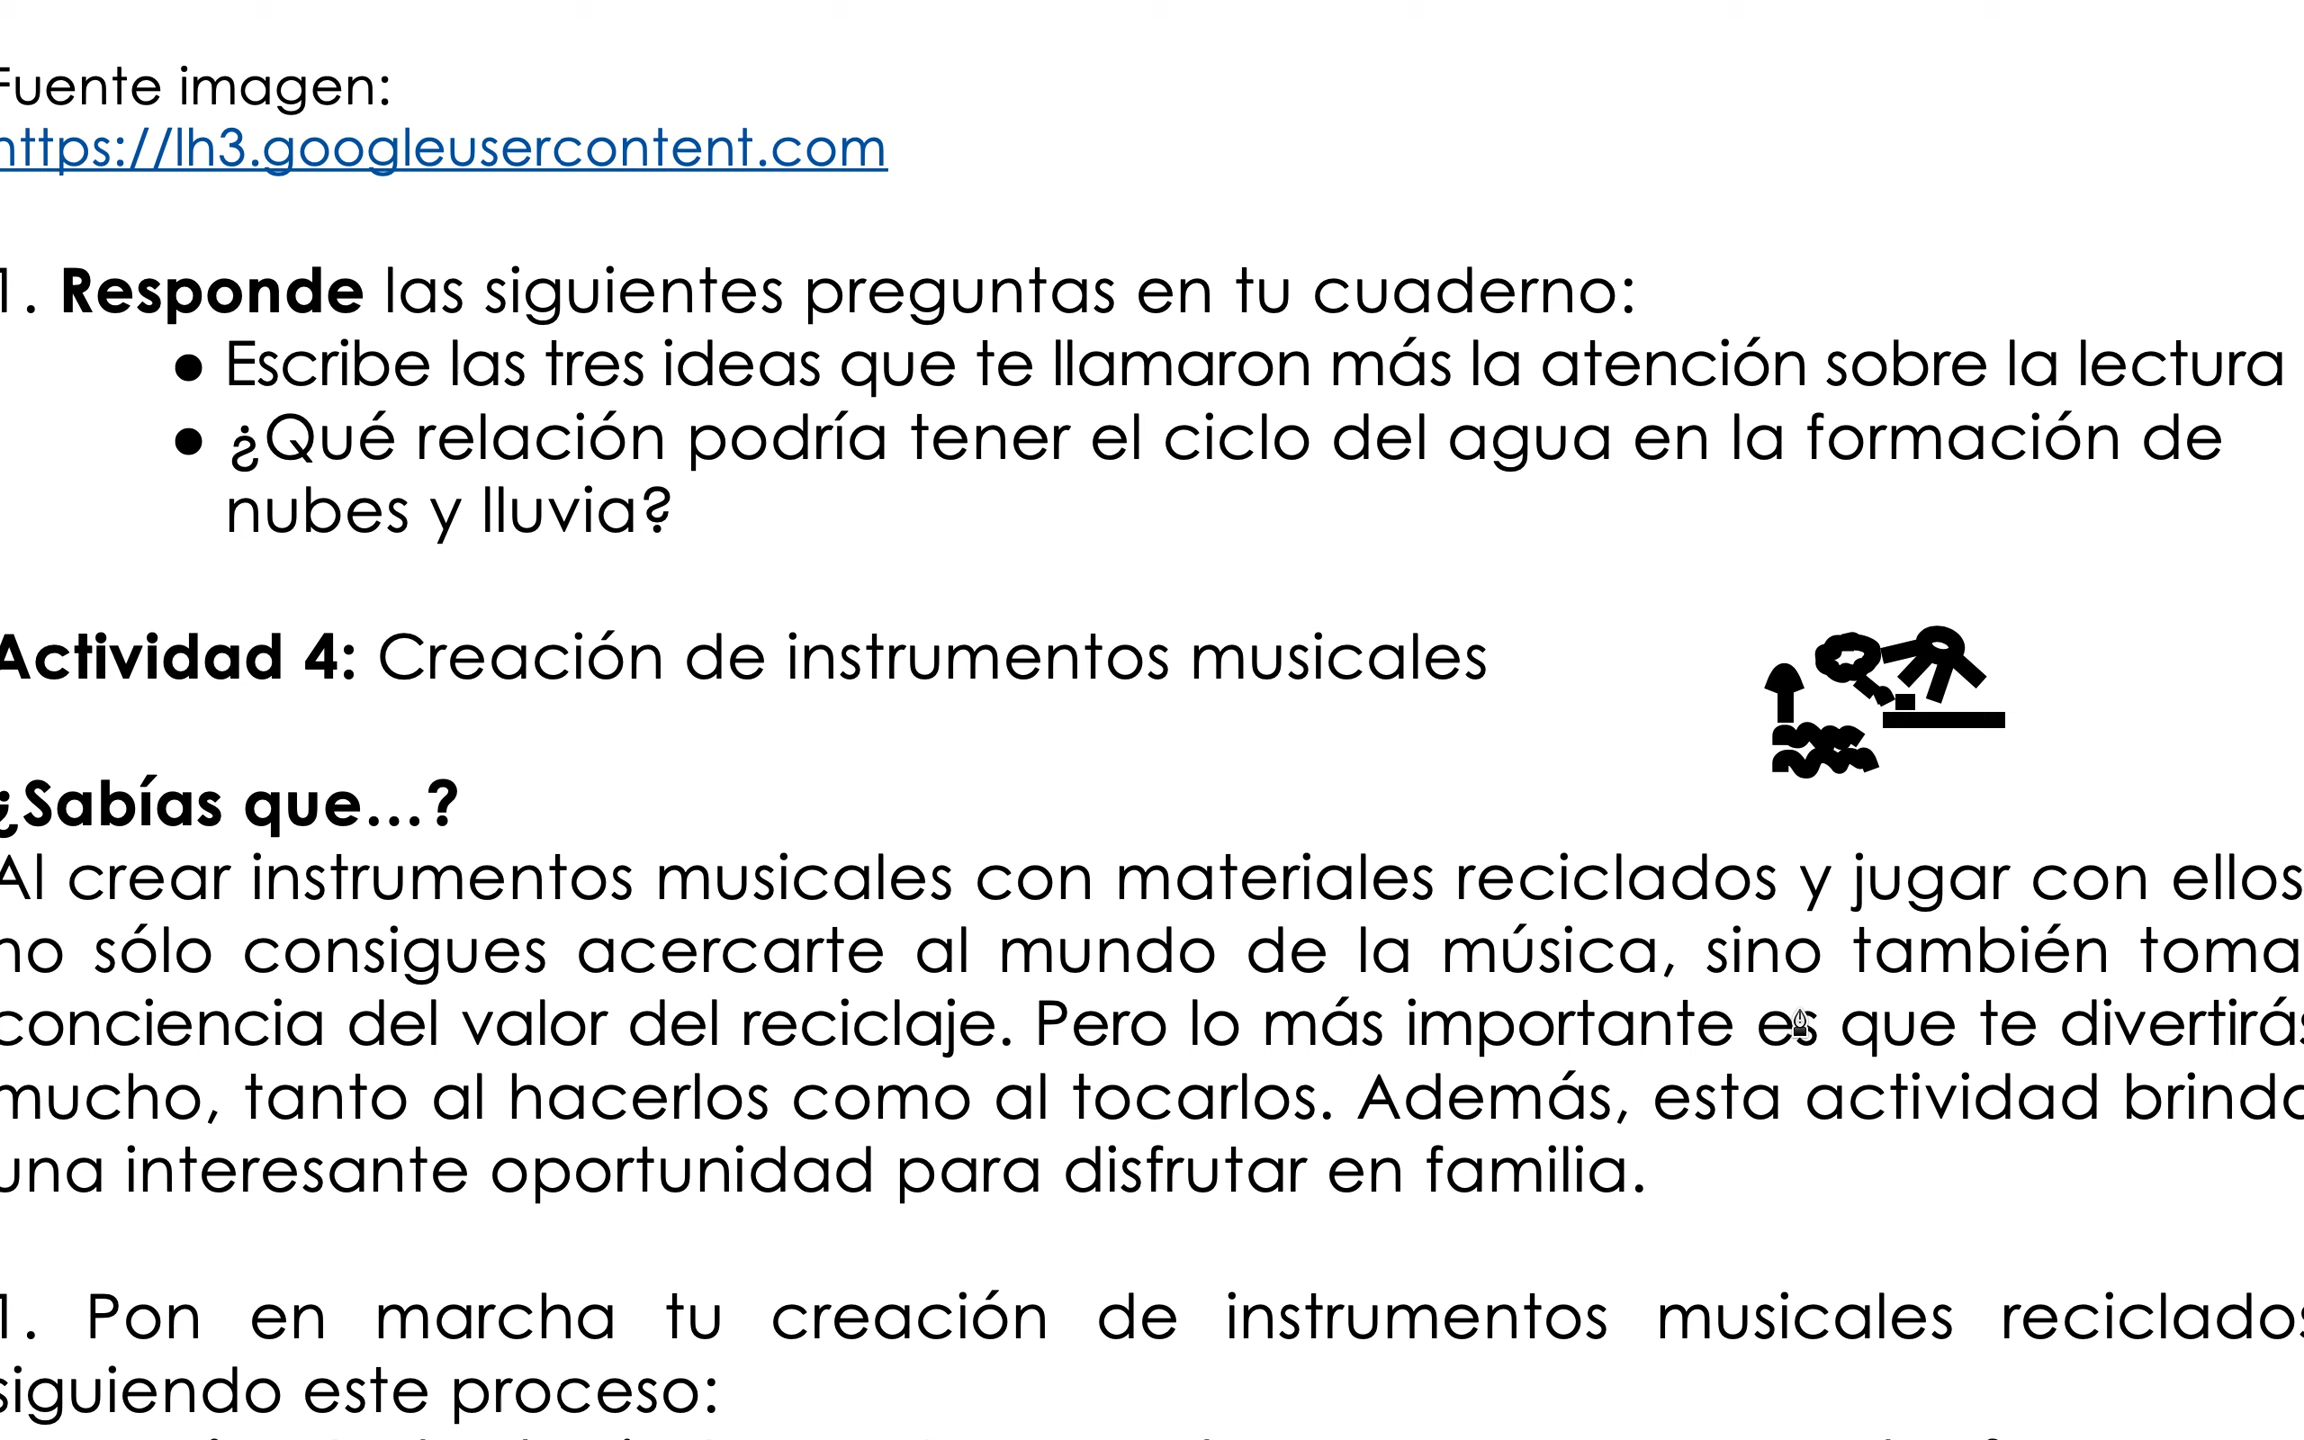 Fuente imagen:
https://lh3.googleusercontent.com
1. Responde las siguientes preguntas en tu cuaderno:
● Escribe las tres ideas que te llamaron más la atención sobre la lectura
● ¿Qué relación podría tener el ciclo del agua en la formación de
nubes y lluvia?
Actividad 4: Creación de instrumentos musicales
¿Sabías que...?
Al crear instrumentos musicales con materiales reciclados y jugar con ellos
no sólo consigues acercarte al mundo de la música, sino también toma
conciencia del valor del reciclaje. Pero lo más importante es que te divertirás
mucho, tanto al hacerlos como al tocarlos. Además, esta actividad brinda
una interesante oportunidad para disfrutar en familia.
1. Pon en marcha tu creación de instrumentos musicales reciclados
siguiendo este proceso: